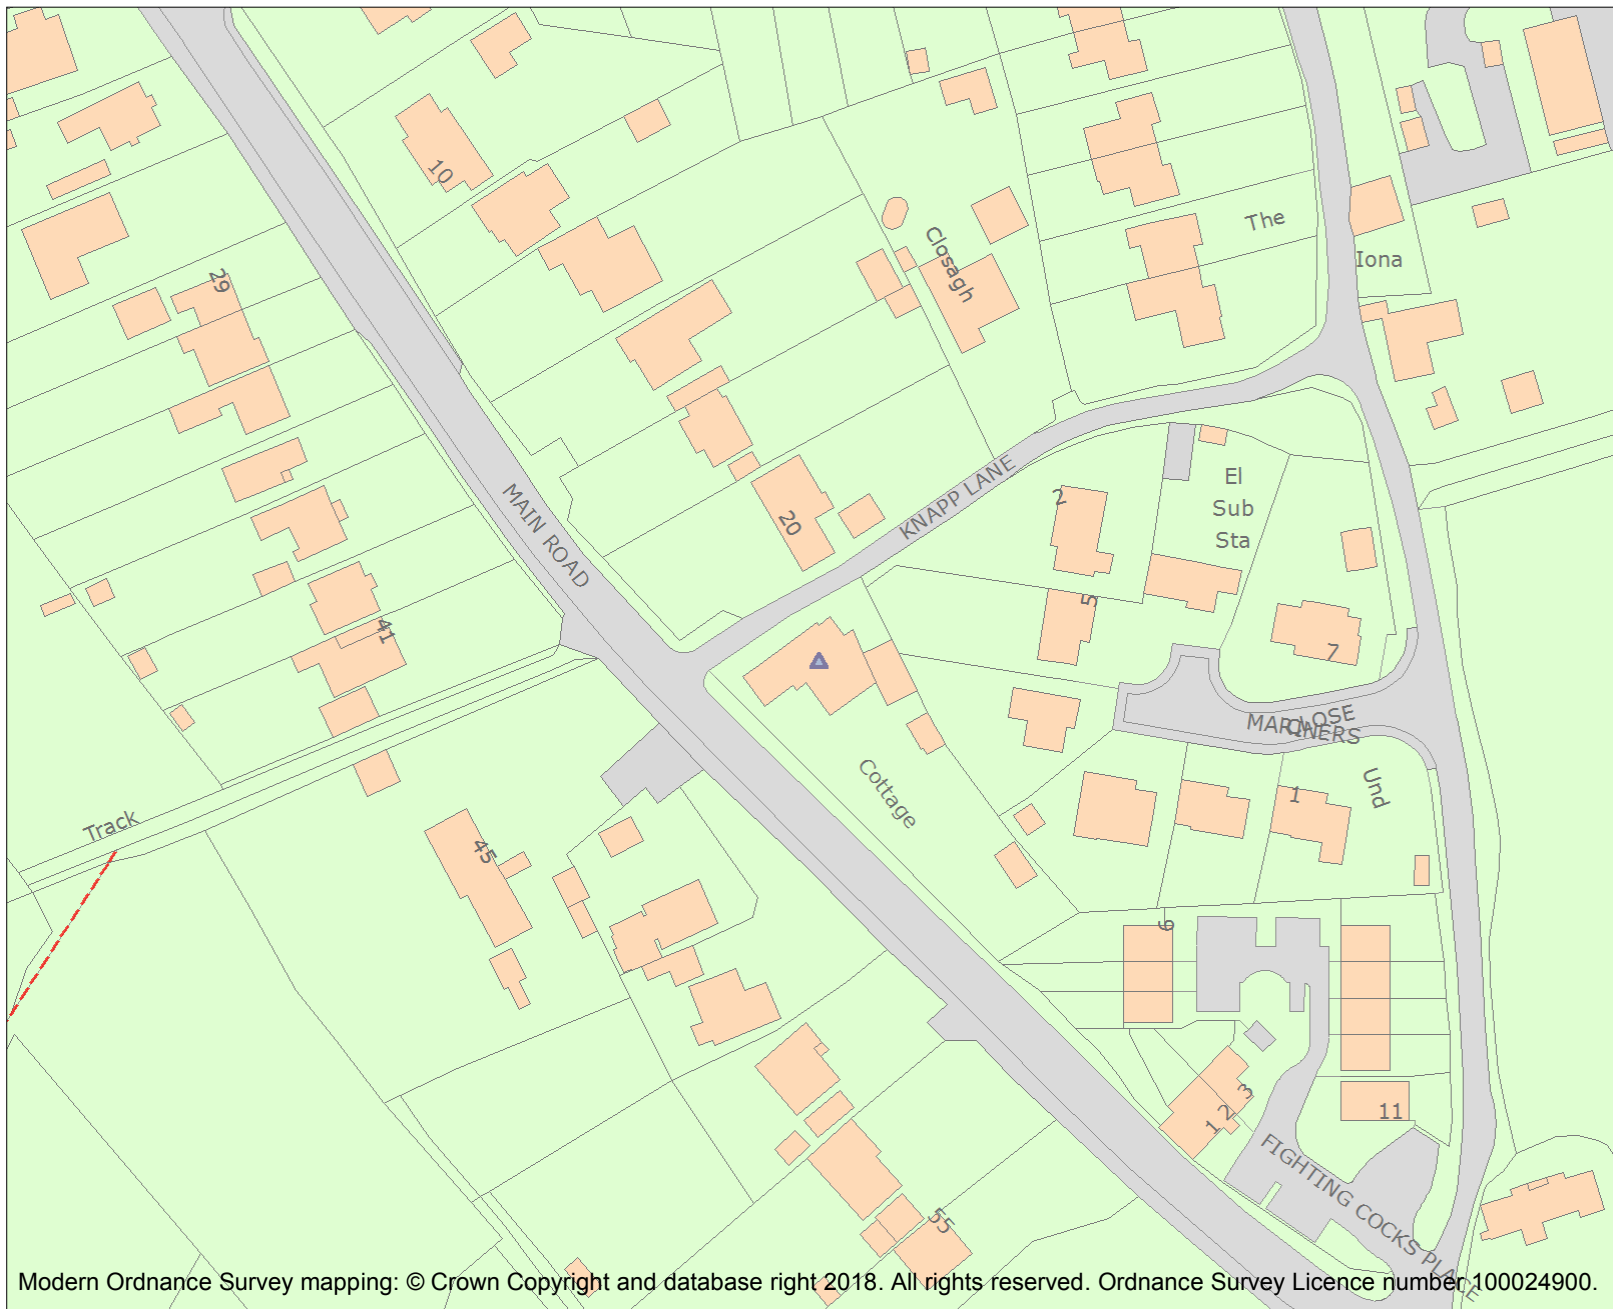 10
The
Closagh
Iona
29
MAIN ROAD
20
KNAPP LANE
2
El
Sub
Sta
5
41
7
MARINERS
CLOSE
Cottage
Und
1
Track
45
9
3
2
1
11
FIGHTING COCKS PLACE
55
Modern Ordnance Survey mapping: © Crown Copyright and database right 2018. All rights reserved. Ordnance Survey Licence number 100024900.